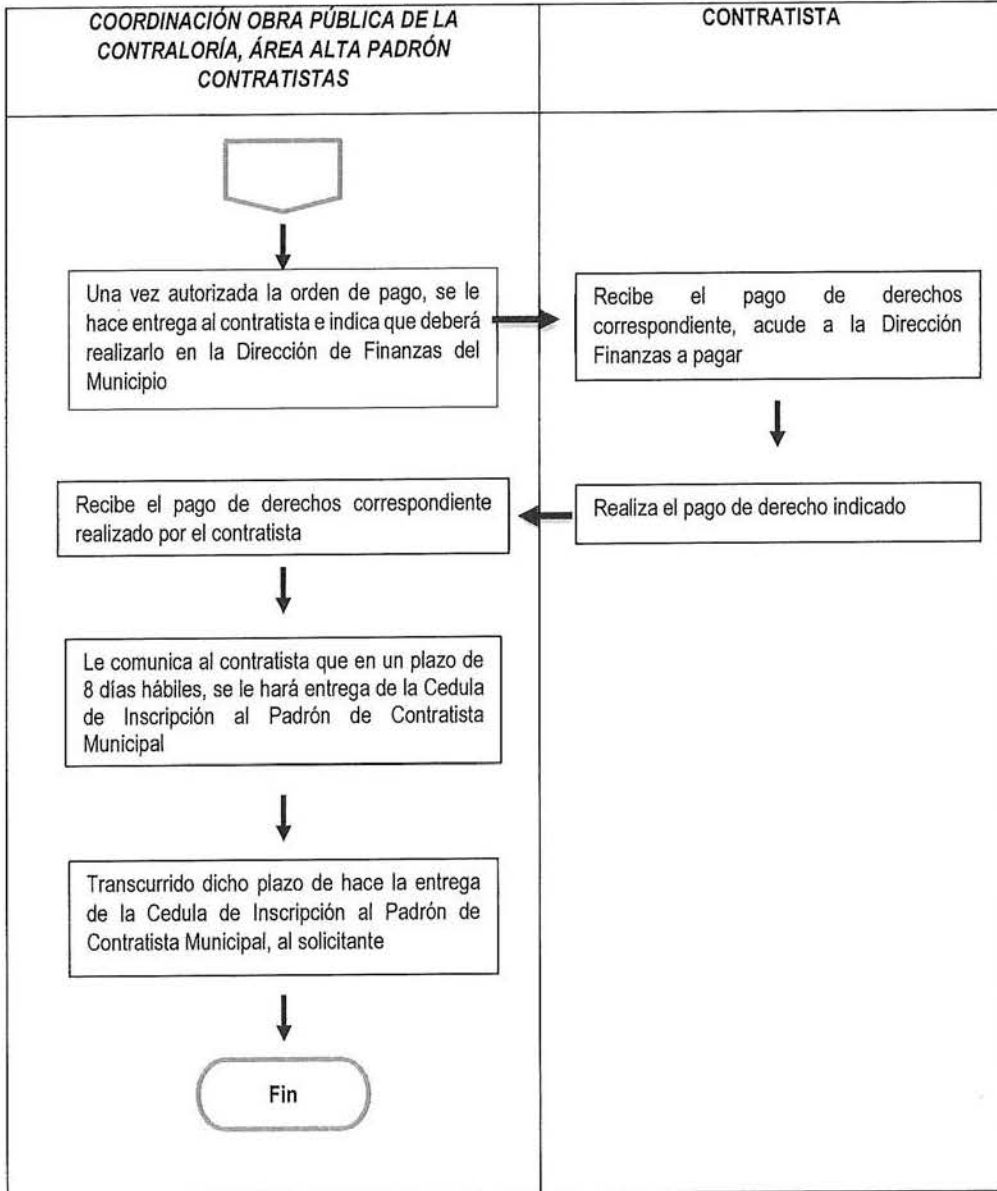 COORDINACIÓN OBRA PÚBLICA DE LA
CONTRALORÍA, ÁREA ALTA PADRÓN
CONTRATISTAS
CONTRATISTA
Una vez autorizada la orden de pago, se le
hace entrega al contratista e indica que deberá
realizarlo en la Dirección de Finanzas del
Municipio
Recibe el pago de derechos
correspondiente, acude a la Dirección
Finanzas a pagar
Realiza el pago de derecho indicado
Recibe el pago de derechos correspondiente
realizado por el contratista
Le comunica al contratista que en un plazo de
8 días hábiles, se le hará entrega de la Cedula
de Inscripción al Padrón de Contratista
Municipal
Transcurrido dicho plazo de hace la entrega
de la Cedula de Inscripción al Padrón de
Contratista Municipal, al solicitante
Fin